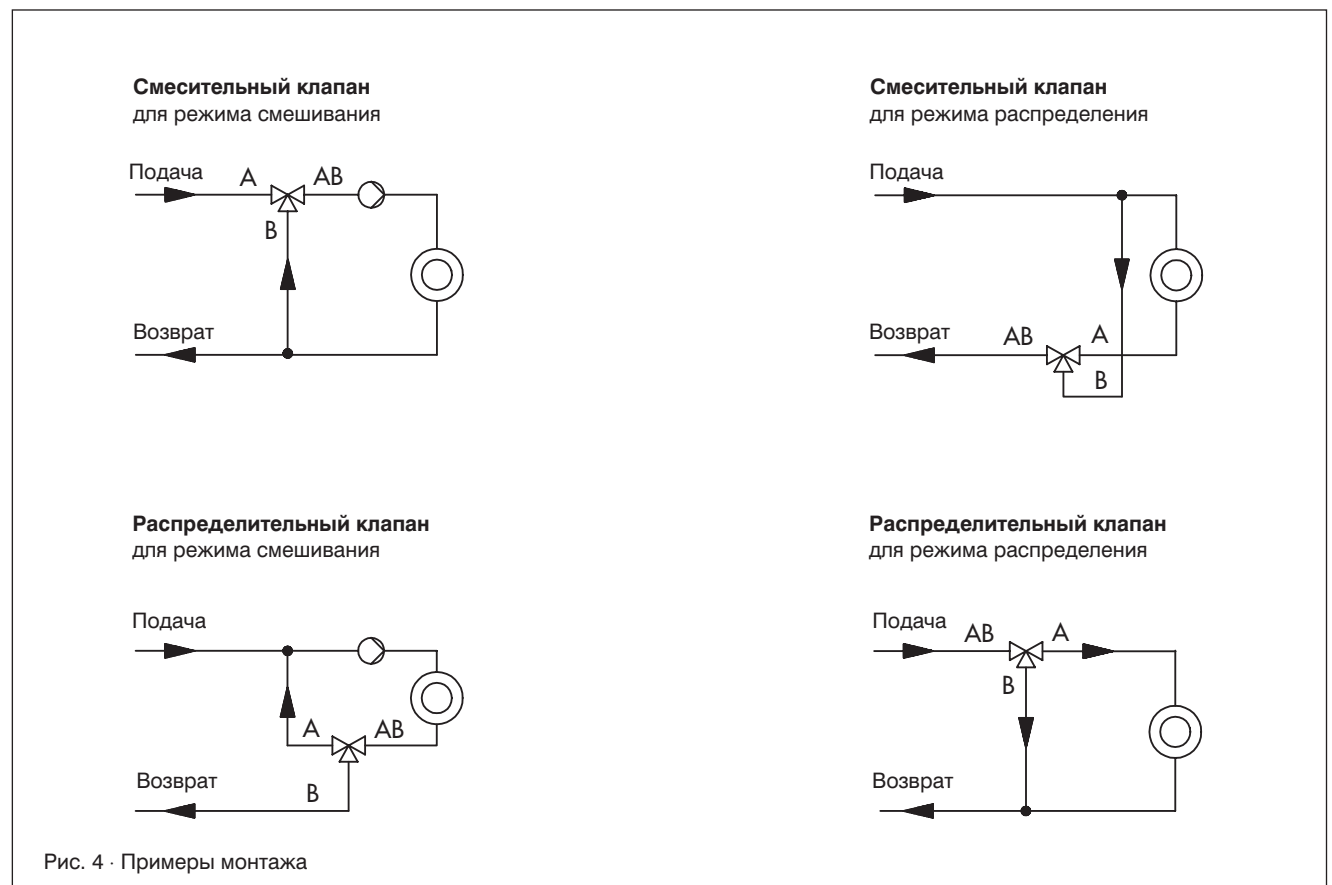 Смесительный клапан
для режима смешивания
Подача
A
AB
B
Возврат
Смесительный клапан
для режима распределения
Подача
Возврат
AB
A
B
Распределительный клапан
для режима смешивания
Подача
A
AB
Возврат
B
Распределительный клапан
для режима распределения
Подача
AB
A
B
Возврат
Рис. 4 · Примеры монтажа